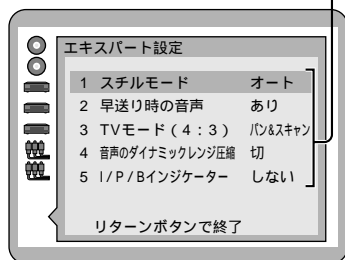 エキスパート設定
1 スチルモード オート
2 早送り時の音声 あり
3 TVモード(4:3) パン&スキャン
4 音声のダイナミックレンジ圧縮 切
5 I/P/Bインジケーター しない
リターンボタンで終了